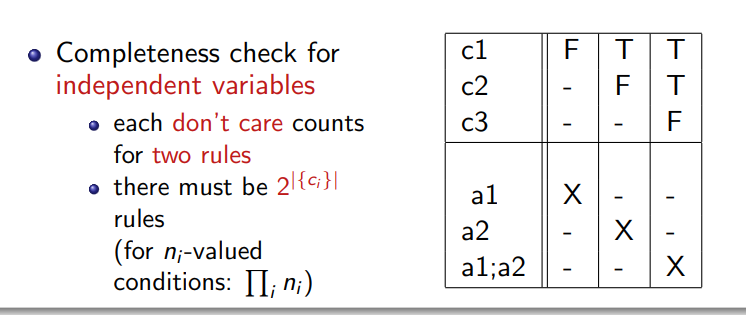 Completeness check for
independent variables
each don't care counts
for two rules
there must be 2^|{c_i}|
rules
(for n_i-valued
conditions: ∏_i n_i)
c1 F T T
c2 - F T
c3 - - F
a1 X - -
a2 - X -
a1;a2 - - X